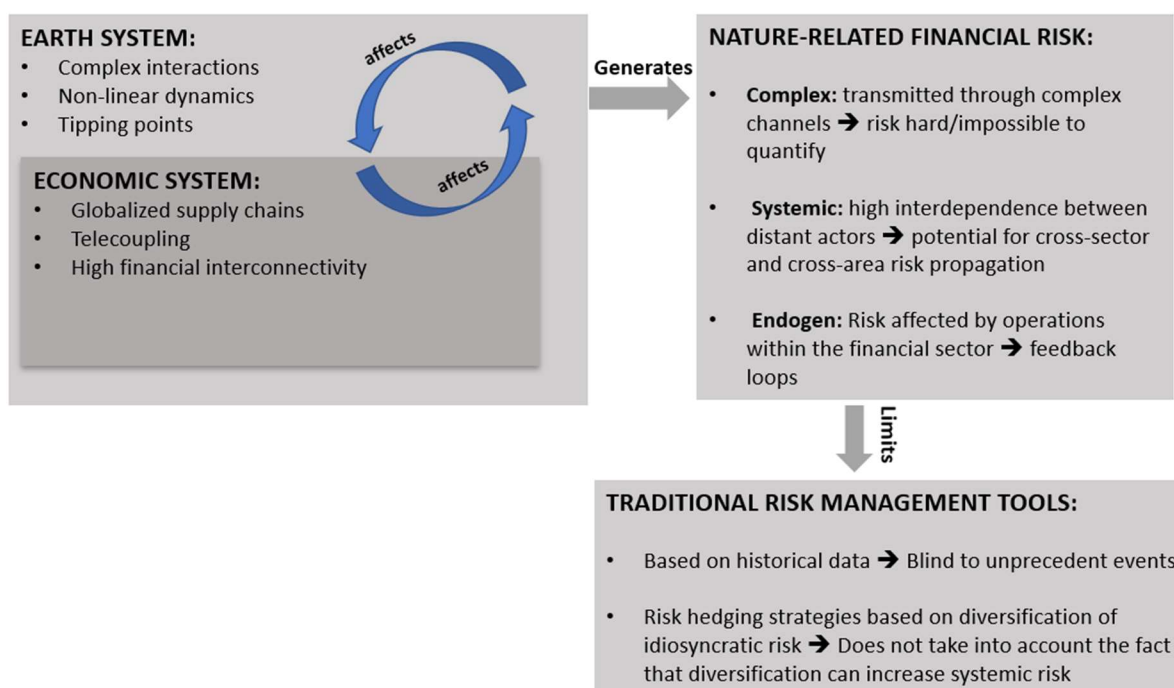 EARTH SYSTEM:
• Complex interactions
• Non-linear dynamics
• Tipping points
affects
affects
ECONOMIC SYSTEM:
• Globalized supply chains
• Telecoupling
• High financial interconnectivity
Generates
NATURE-RELATED FINANCIAL RISK:
• Complex: transmitted through complex
channels ➔ risk hard/impossible to
quantify
• Systemic: high interdependence between
distant actors ➔ potential for cross-sector
and cross-area risk propagation
• Endogen: Risk affected by operations
within the financial sector ➔ feedback
loops
Limits
TRADITIONAL RISK MANAGEMENT TOOLS:
• Based on historical data ➔ Blind to unprecedent events
• Risk hedging strategies based on diversification of
idiosyncratic risk ➔ Does not take into account the fact
that diversification can increase systemic risk